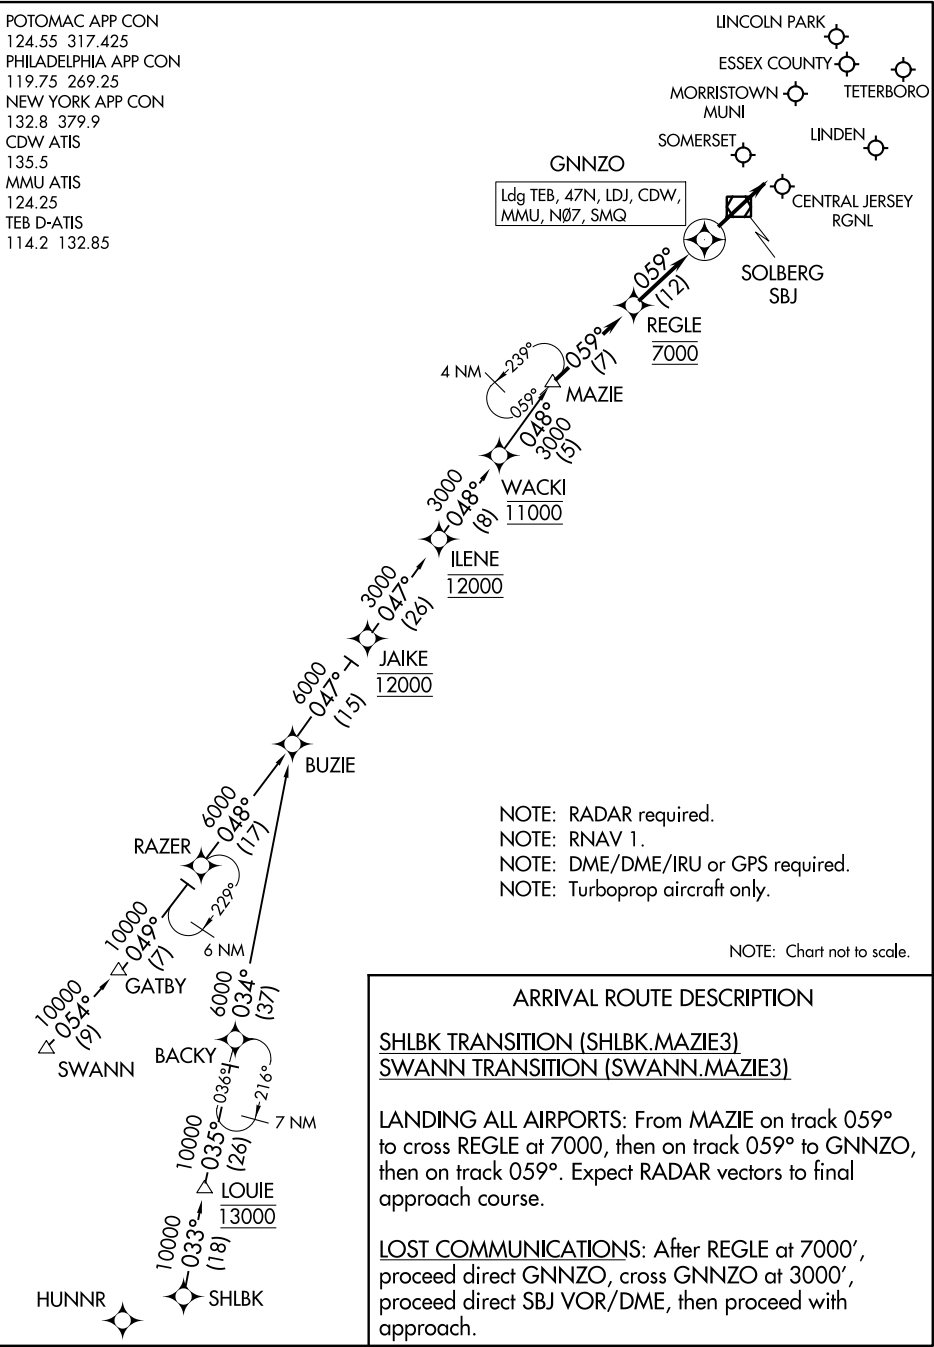 POTOMAC APP CON
124.55 317.425
PHILADELPHIA APP CON
119.75 269.25
NEW YORK APP CON
132.8 379.9
CDW ATIS
135.5
MMU ATIS
124.25
TEB D-ATIS
114.2 132.85
LINCOLN PARK
ESSEX COUNTY
TETERBORO
MORRISTOWN
MUNI
LINDEN
SOMERSET
CENTRAL JERSEY
RGNL
GNNZO
Ldg TEB, 47N, LDJ, CDW,
MMU, NØ7, SMQ
SOLBERG
SBJ
059°
(12)
REGLE
7000
059°
(7)
4 NM
239°
059°
MAZIE
048°
3000
(5)
WACKI
11000
3000
048°
(8)
ILENE
12000
3000
047°
(26)
JAIKE
12000
6000
047°
(15)
BUZIE
6000
048°
(17)
RAZER
229°
6 NM
10000
049°
(7)
GATBY
10000
054°
(9)
SWANN
6000
034°
(37)
BACKY
036°
216°
7 NM
10000
035°
(26)
LOUIE
13000
10000
033°
(18)
SHLBK
HUNNR
NOTE: RADAR required.
NOTE: RNAV 1.
NOTE: DME/DME/IRU or GPS required.
NOTE: Turboprop aircraft only.
NOTE: Chart not to scale.
ARRIVAL ROUTE DESCRIPTION
SHLBK TRANSITION (SHLBK.MAZIE3)
SWANN TRANSITION (SWANN.MAZIE3)
LANDING ALL AIRPORTS: From MAZIE on track 059°
to cross REGLE at 7000, then on track 059° to GNNZO,
then on track 059°. Expect RADAR vectors to final
approach course.
LOST COMMUNICATIONS: After REGLE at 7000′,
proceed direct GNNZO, cross GNNZO at 3000′,
proceed direct SBJ VOR/DME, then proceed with
approach.